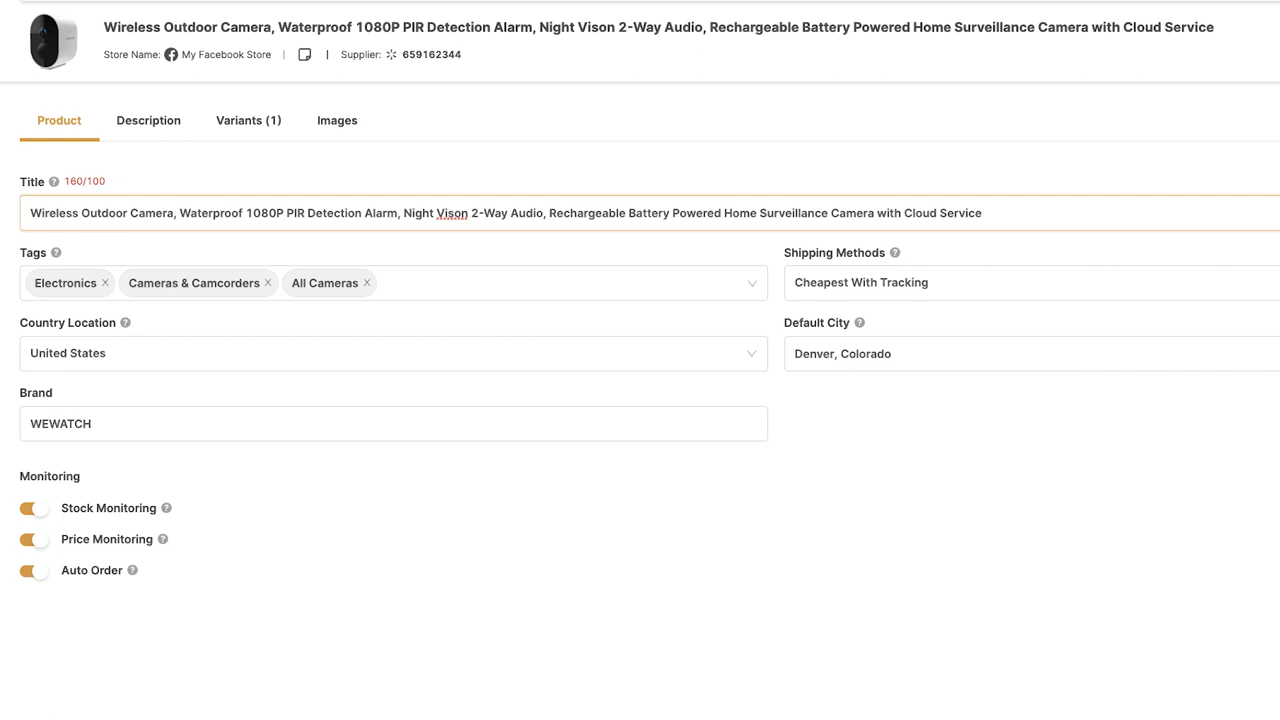 Wireless Outdoor Camera, Waterproof 1080P PIR Detection Alarm, Night Vison 2-Way Audio, Rechargeable Battery Powered Home Surveillance Camera with Cloud Service
Store Name: My Facebook Store | | Supplier: 659162344
Product Description Variants (1) Images
Title 160/100
Wireless Outdoor Camera, Waterproof 1080P PIR Detection Alarm, Night Vison 2-Way Audio, Rechargeable Battery Powered Home Surveillance Camera with Cloud Service
Tags Shipping Methods
Electronics Cameras & Camcorders All Cameras Cheapest With Tracking
Country Location Default City
United States Denver, Colorado
Brand
WEWATCH
Monitoring
Stock Monitoring
Price Monitoring
Auto Order